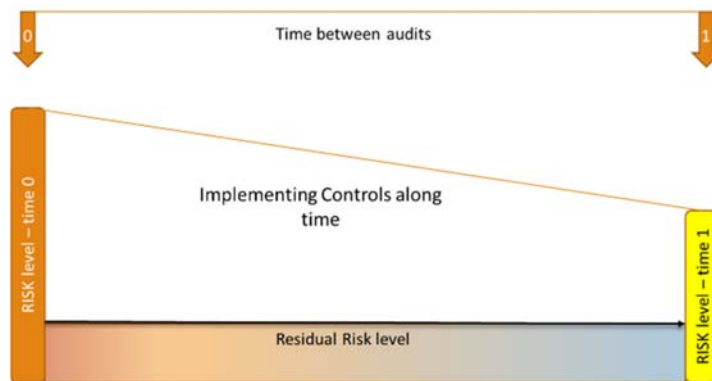 0
Time between audits
1
RISK level – time 0
Implementing Controls along
time
RISK level – time 1
Residual Risk level